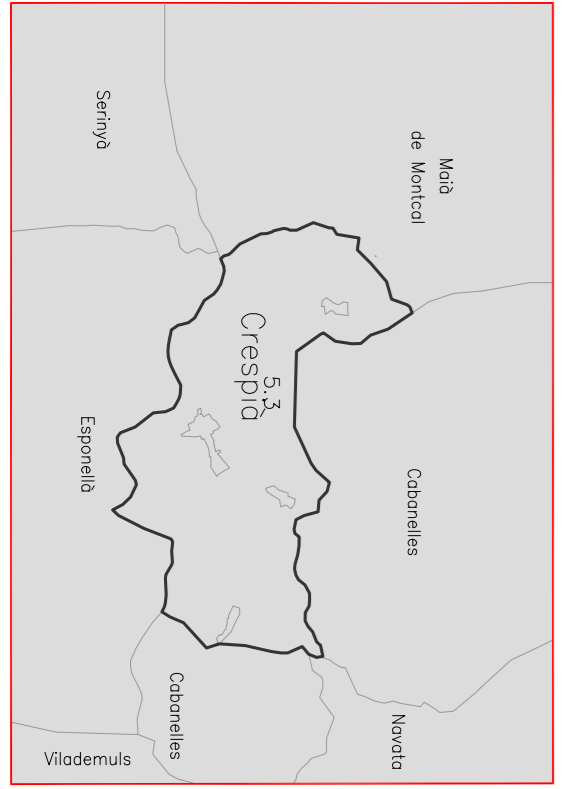 Serinyà
Maià
de Montcal
Crespià
5.3
Esponellà
Cabanelles
Cabanelles
Navata
Vilademuls